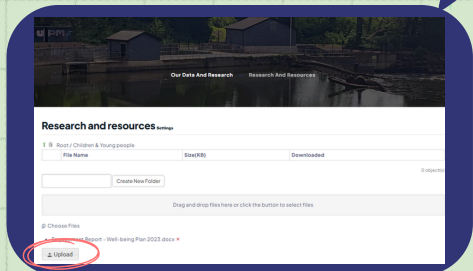 Our Data And Research Research And Resources
Research and resources Settings
Root / Children & Young people
File Name Size(KB) Downloaded
0 object(s)
Create New Folder
Drag and drop files here or click the button to select files
Choose Files
Report - Well-being Plan 2023.docx ×
Upload